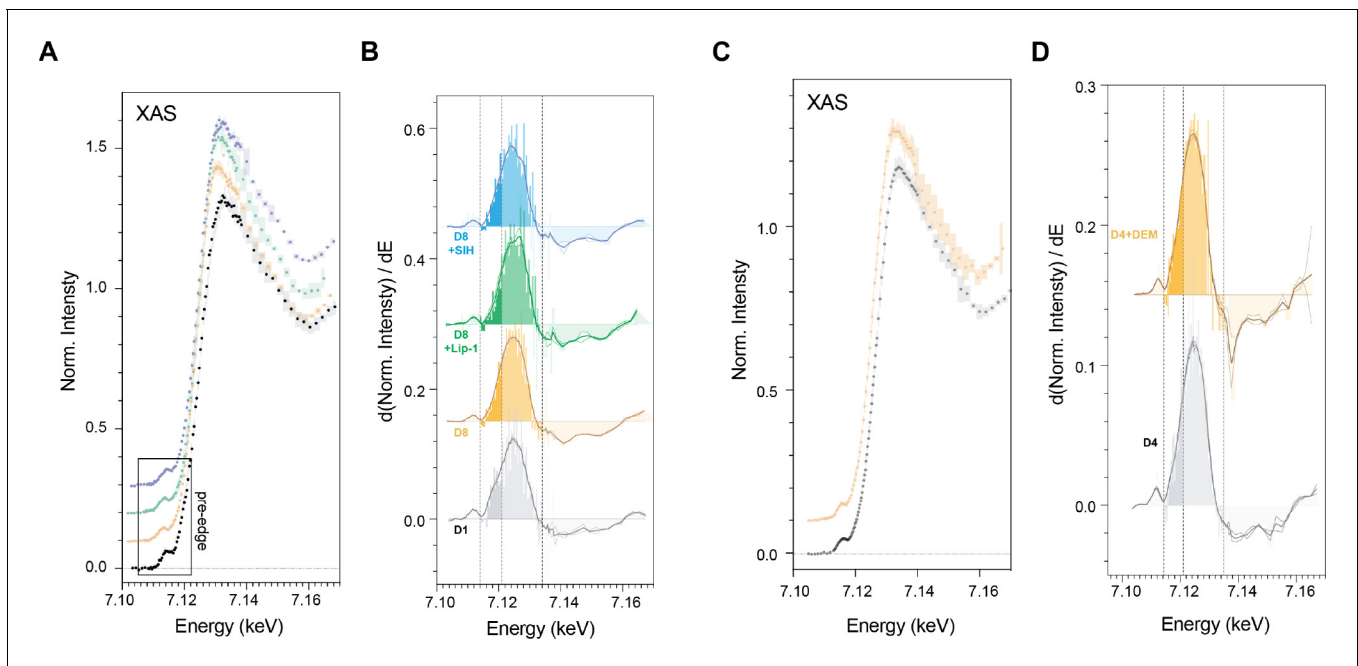 A
XAS
Norm. Intensty
1.5
1.0
0.5
0.0
pre-edge
7.10
7.12
7.14
7.16
Energy (keV)
B
d(Norm. Intensty) / dE
0.6
0.4
0.2
0.0
D8
+SIH
D8
+Lip-1
D8
D1
7.10
7.12
7.14
7.16
Energy (keV)
C
XAS
Norm. Intensty
1.0
0.5
0.0
7.10
7.12
7.14
7.16
Energy (keV)
D
d(Norm. Intensty) / dE
0.3
0.2
0.1
0.0
D4+DEM
D4
7.10
7.12
7.14
7.16
Energy (keV)